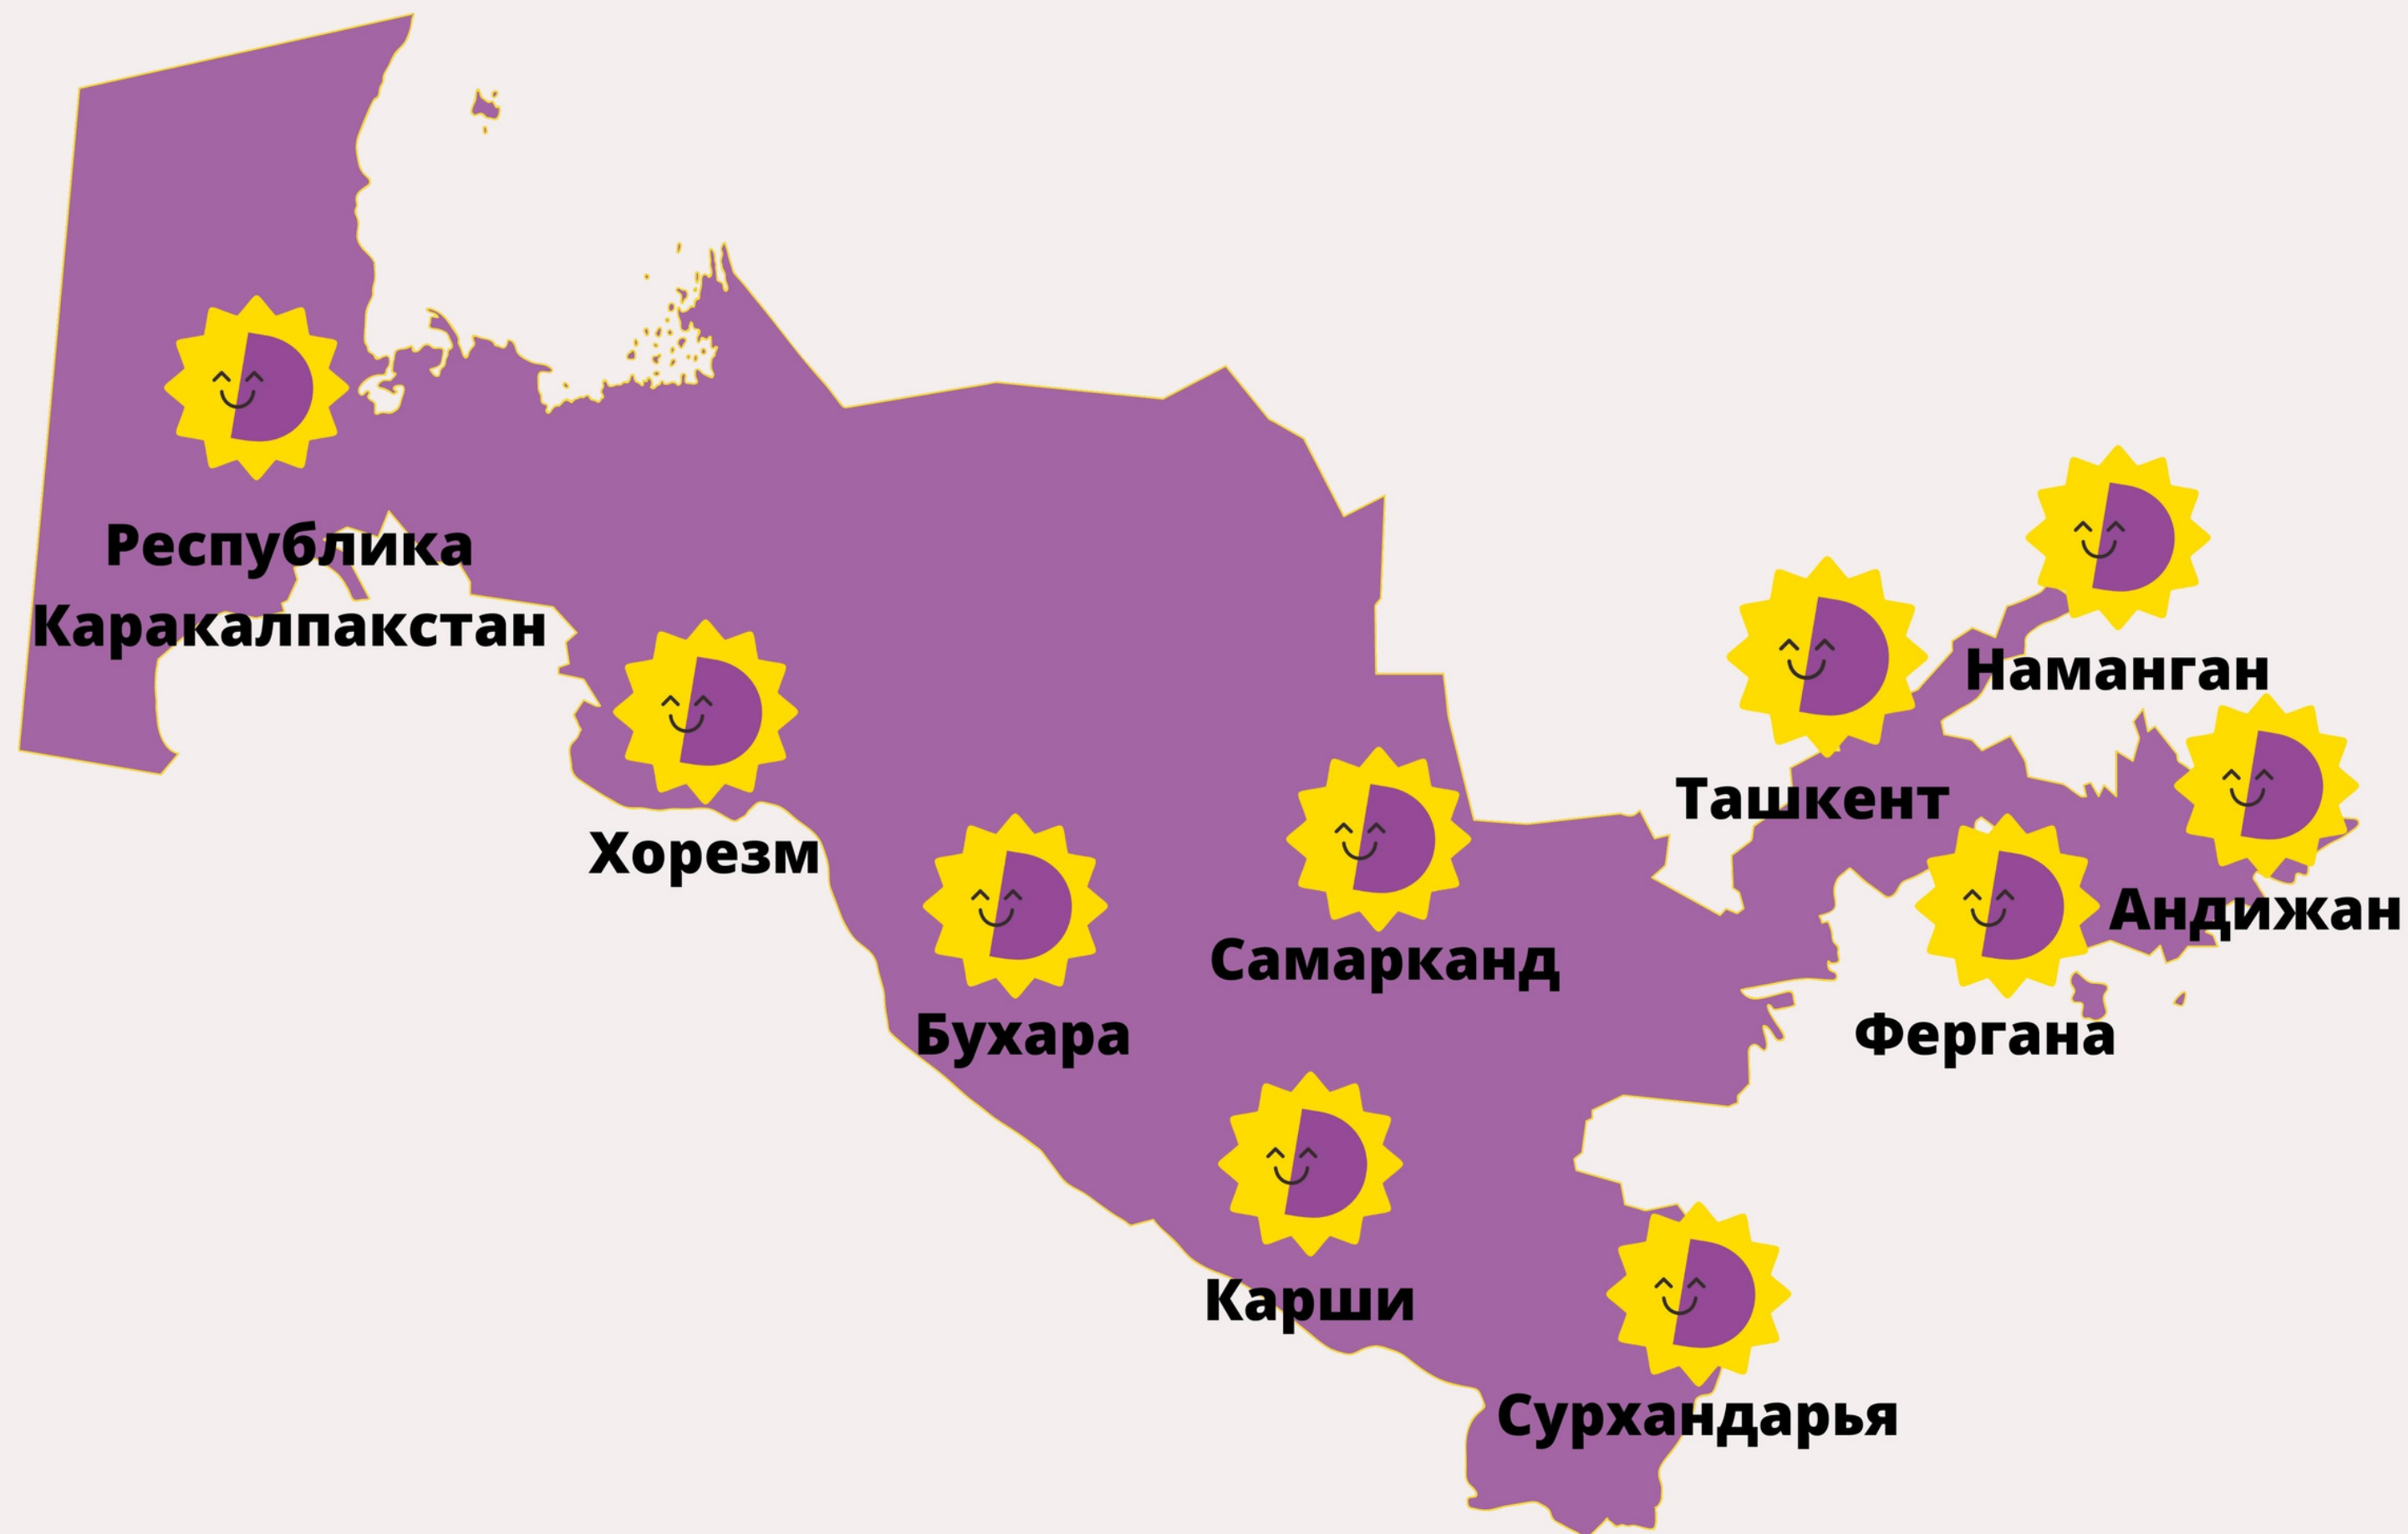 Республика
Каракалпакстан
Хорезм
Бухара
Самарканд
Карши
Сурхандарья
Ташкент
Наманган
Андижан
Фергана